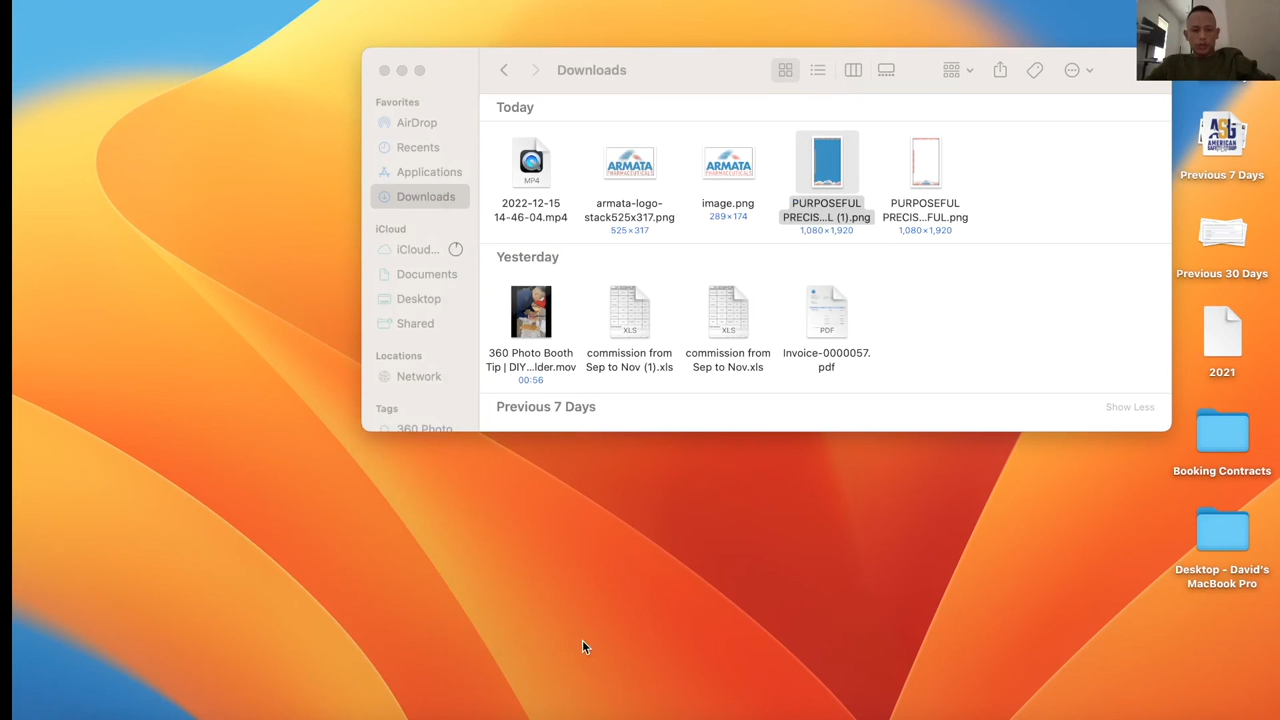 Downloads
Favorites
AirDrop
Recents
Applications
Downloads
iCloud
iCloud...
Documents
Desktop
Shared
Locations
Network
Tags
360 Photo
Today
MP4
2022-12-15
14-46-04.mp4
ARMATA
PHARMACEUTICALS
armata-logo-
stack525x317.png
525×317
ARMATA
PHARMACEUTICALS
image.png
289×174
PURPOSEFUL
PRECIS...L (1).png
1,080×1,920
PURPOSEFUL
PRECIS...FUL.png
1,080×1,920
Yesterday
360 Photo Booth
Tip | DIY...lder.mov
00:56
XLS
commission from
Sep to Nov (1).xls
XLS
commission from
Sep to Nov.xls
PDF
Invoice-0000057.
pdf
Previous 7 Days
Show Less
ASG
AMERICAN
Previous 7 Days
Previous 30 Days
2021
Booking Contracts
Desktop - David's
MacBook Pro